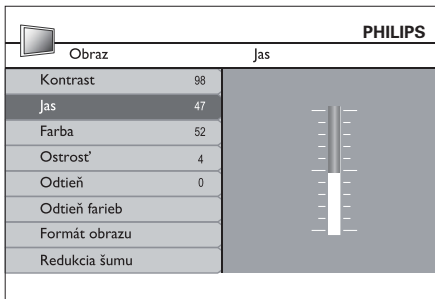 PHILIPS
Obraz Jas
Kontrast 98
Jas 47
Farba 52
Ostrosť 4
Odtieň 0
Odtieň farieb
Formát obrazu
Redukcia šumu